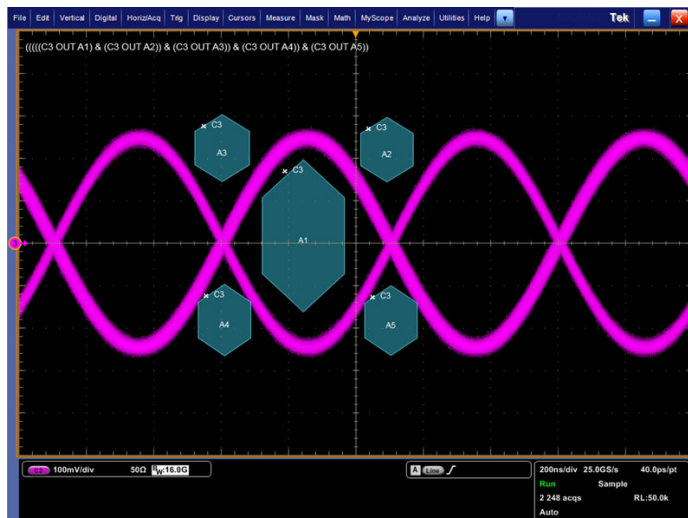 File Edit Vertical Digital Horiz/Acq Trig Display Cursors Measure Mask Math MyScope Analyze Utilities Help Tek X
(((((C3 OUT A1) & (C3 OUT A2)) & (C3 OUT A3)) & (C3 OUT A4)) & (C3 OUT A5))
C3 C3
A3 A2
C3
A1
3
C3 C3
A4 A5
C3 100mV/div 50Ω BW:16.0G
A Line
200ns/div 25.0GS/s 40.0ps/pt
Run Sample
2 248 acqs RL:50.0k
Auto